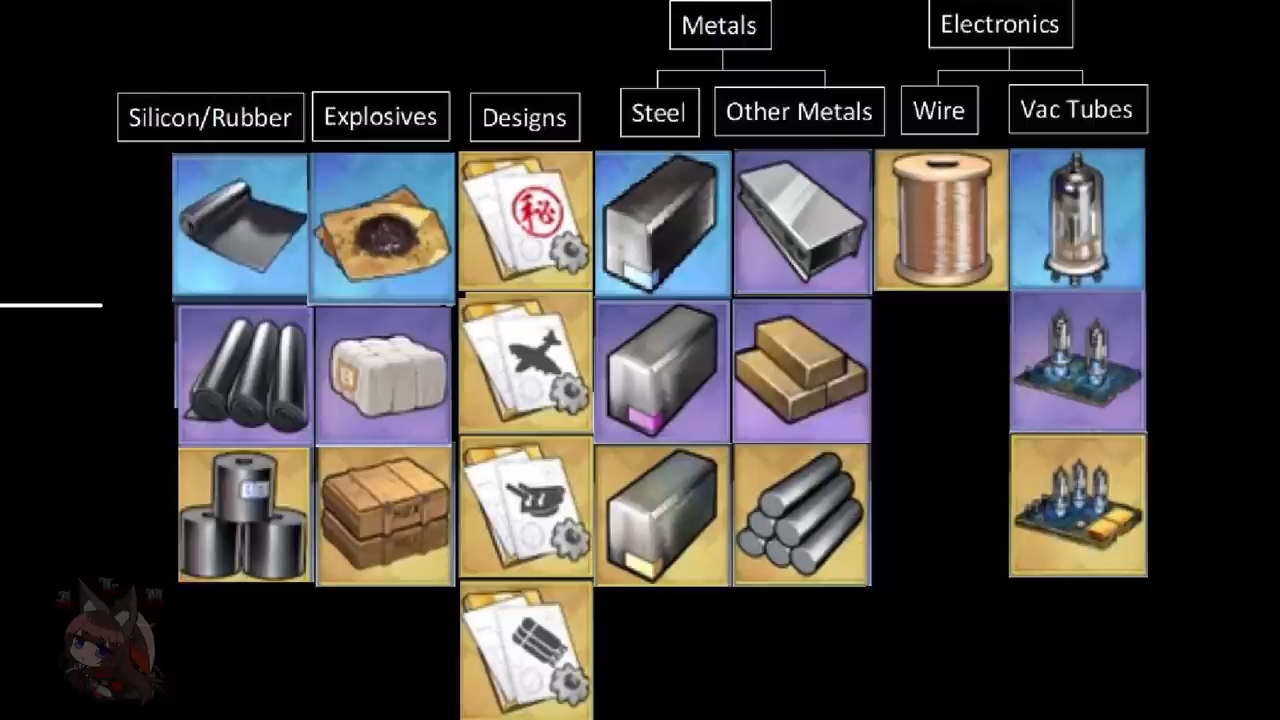 Metals
Electronics
Silicon/Rubber
Explosives
Designs
Steel
Other Metals
Wire
Vac Tubes
秘